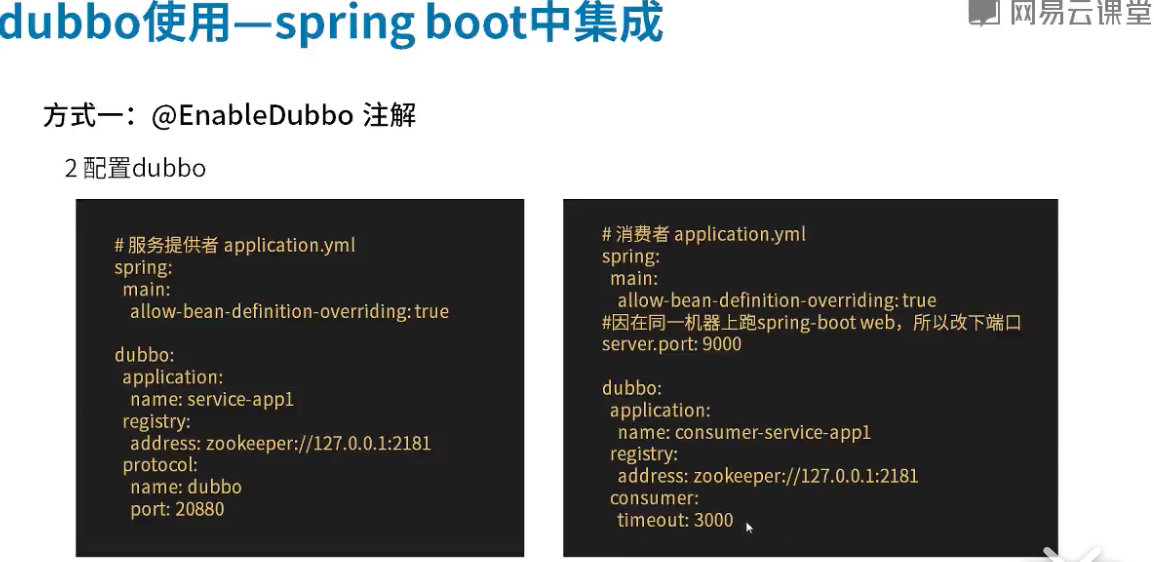 dubbo使用—spring boot中集成
网易云课堂
方式一：@EnableDubbo 注解
2 配置dubbo
# 服务提供者 application.yml
spring:
main:
allow-bean-definition-overriding: true
dubbo:
application:
name: service-app1
registry:
address: zookeeper://127.0.0.1:2181
protocol:
name: dubbo
port: 20880
# 消费者 application.yml
spring:
main:
allow-bean-definition-overriding: true
#因在同一机器上跑spring-boot web，所以改下端口
server.port: 9000
dubbo:
application:
name: consumer-service-app1
registry:
address: zookeeper://127.0.0.1:2181
consumer:
timeout: 3000